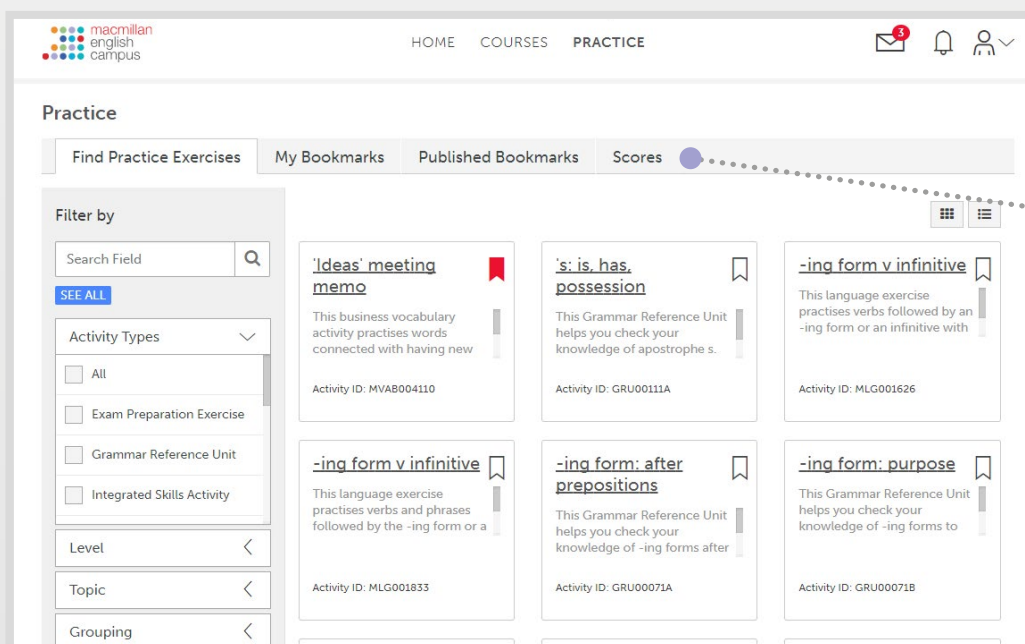 macmillan
english
campus
HOME COURSES PRACTICE
3
Practice
Find Practice Exercises My Bookmarks Published Bookmarks Scores
Filter by
Search Field
SEE ALL
Activity Types
All
Exam Preparation Exercise
Grammar Reference Unit
Integrated Skills Activity
Level
Topic
Grouping
'Ideas' meeting
memo
This business vocabulary
activity practises words
connected with having new
Activity ID: MVAB004110
's: is, has,
possession
This Grammar Reference Unit
helps you check your
knowledge of apostrophe s.
Activity ID: GRU00111A
-ing form v infinitive
This language exercise
practises verbs followed by an
-ing form or an infinitive with
Activity ID: MLG001626
-ing form v infinitive
This language exercise
practises verbs and phrases
followed by the -ing form or a
Activity ID: MLG001833
-ing form: after
prepositions
This Grammar Reference Unit
helps you check your
knowledge of -ing forms after
Activity ID: GRU00071A
-ing form: purpose
This Grammar Reference Unit
helps you check your
knowledge of -ing forms to
Activity ID: GRU00071B